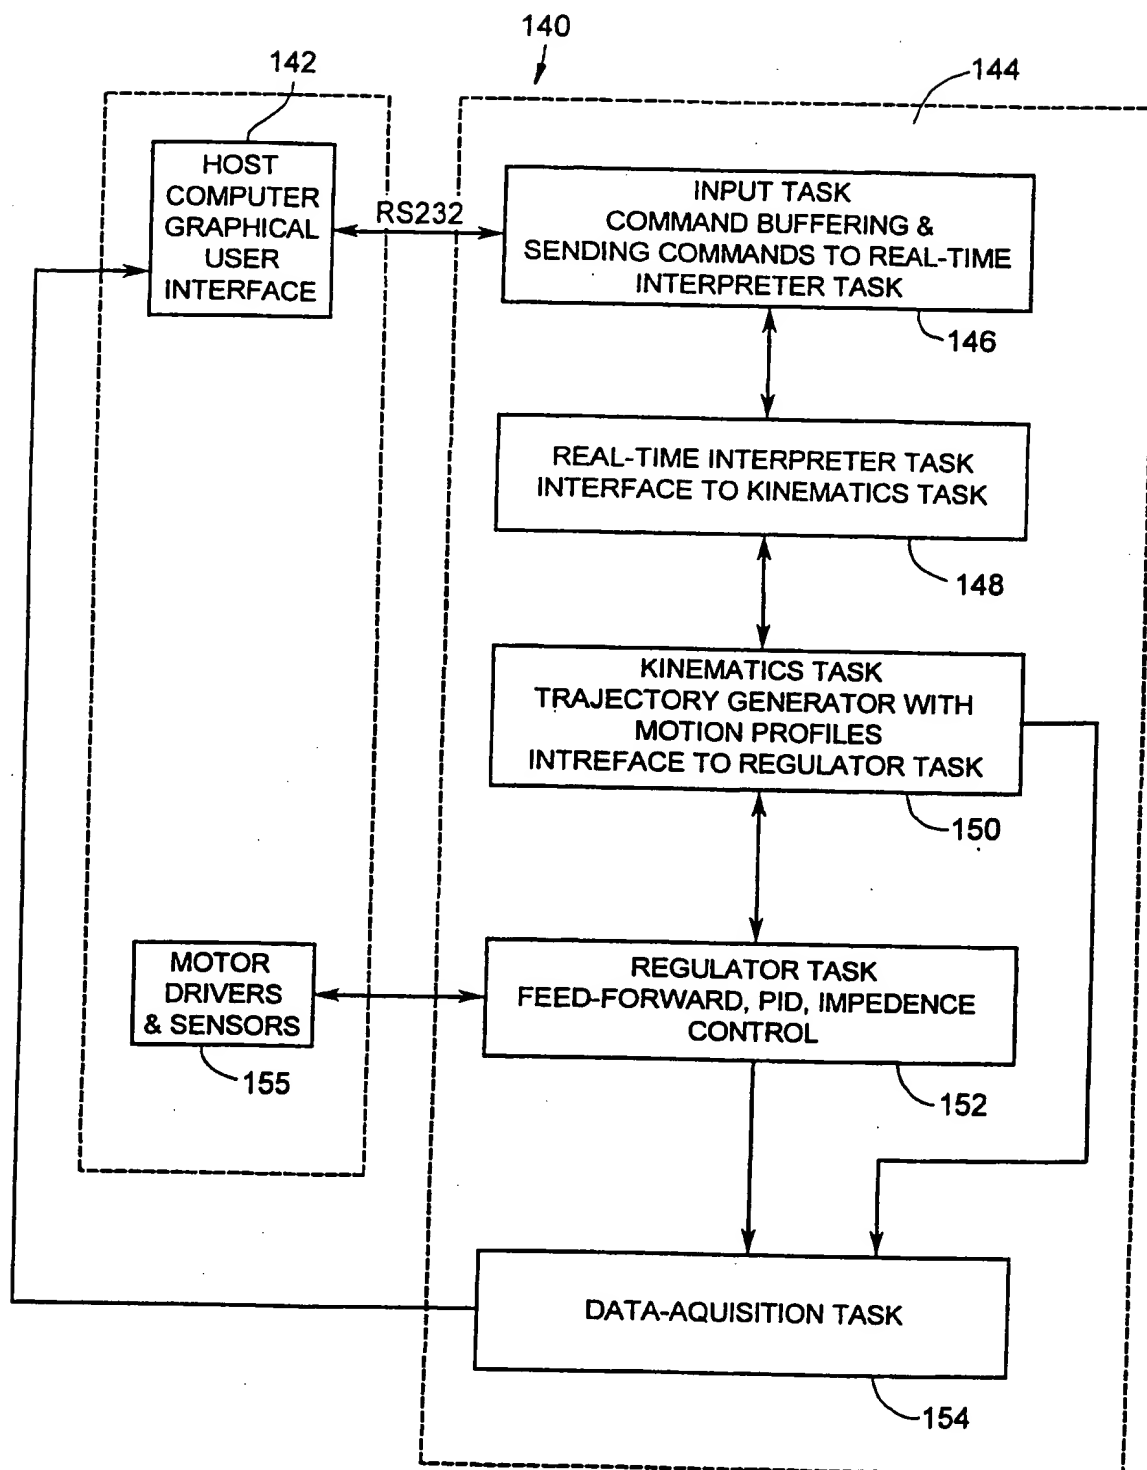 140
142
144
HOST
COMPUTER
GRAPHICAL
USER
INTERFACE
RS232
INPUT TASK
COMMAND BUFFERING &
SENDING COMMANDS TO REAL-TIME
INTERPRETER TASK
146
REAL-TIME INTERPRETER TASK
INTERFACE TO KINEMATICS TASK
148
KINEMATICS TASK
TRAJECTORY GENERATOR WITH
MOTION PROFILES
INTREFACE TO REGULATOR TASK
150
MOTOR
DRIVERS
& SENSORS
155
REGULATOR TASK
FEED-FORWARD, PID, IMPEDENCE
CONTROL
152
DATA-AQUISITION TASK
154